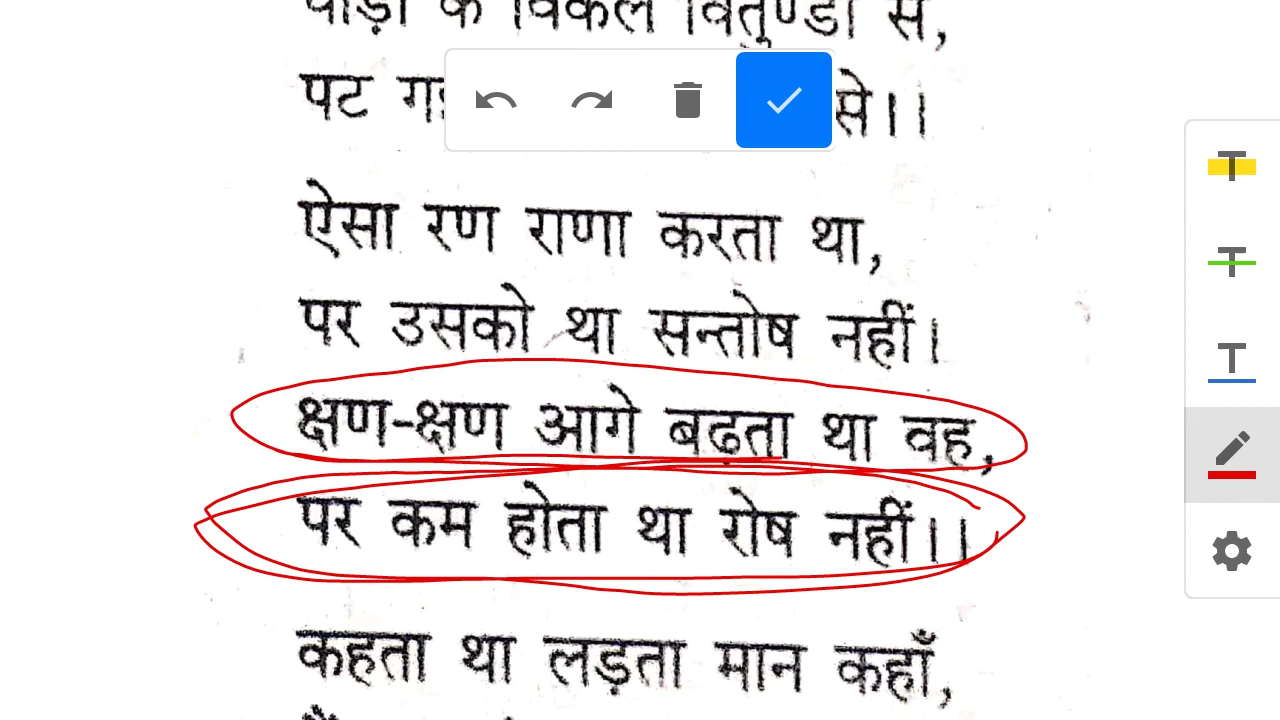 के विकल वितुण्डों से,
पट से।।
ऐसा रण राणा करता था,
पर उसको था सन्तोष नहीं।
क्षण-क्षण आगे बढ़ता था वह,
पर कम होता था रोष नहीं।।
कहता था लड़ता मान कहाँ,